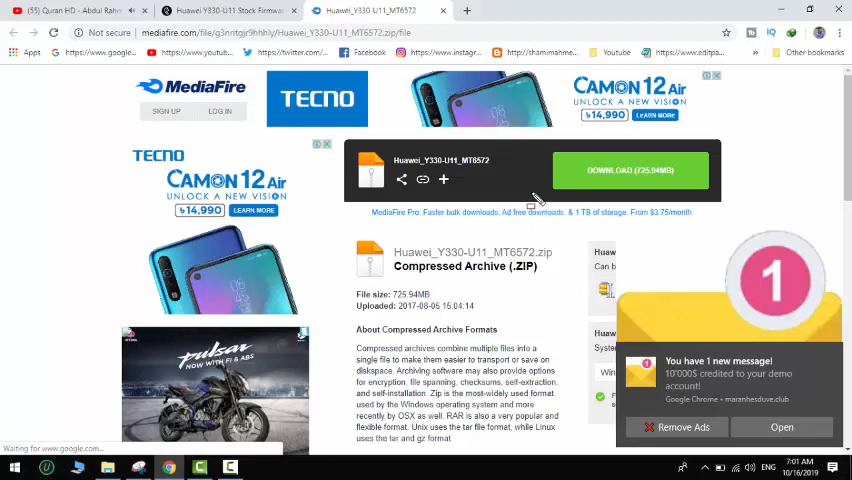 Quran HD - Abdul Rahm
Huawei Y330-U11 Stock Firmwa
Huawei_Y330-U11_MT6572
Not secure
mediafire.com/file/g3nritgjr9hhhly/Huawei_Y330-U11_MT6572.zip/file
Apps
https://www.google...
https://www.youtub...
https://twitter.com/...
Facebook
https://www.instagr...
http://shamimahme...
Youtube
https://www.editpa...
Other bookmarks
MediaFire
SIGN UP
LOG IN
TECNO
CAMON 12 Air
UNLOCK A NEW VISION
৳14,990
LEARN MORE
TECNO
CAMON 12 Air
UNLOCK A NEW VISION
৳14,990
LEARN MORE
Huawei_Y330-U11_MT6572
DOWNLOAD (725.94MB)
MediaFire Pro: Faster bulk downloads, Ad free downloads, & 1 TB of storage. From $3.75/month.
Huawei_Y330-U11_MT6572.zip
Compressed Archive (.ZIP)
File size: 725.94MB
Uploaded: 2017-08-05 15:04:14
About Compressed Archive Formats
Compressed archives combine multiple files into a
single file to make them easier to transport or save on
diskspace. Archiving software may also provide options
for encryption, file spanning, checksums, self-extraction,
and self-installation. Zip is the most-widely used format
used by the Windows operating system and more
recently by OSX as well. RAR is also a very popular and
flexible format. Unix uses the tar file format, while Linux
uses the tar and gz format
Huaw
Can b
Huaw
System
Win
pulsar
NOW WITH FI & ABS
1
You have 1 new message!
10'000$ credited to your demo
account!
Google Chrome • maranhesduve.club
Remove Ads
Open
Waiting for www.google.com...
ENG
7:01 AM
10/16/2019